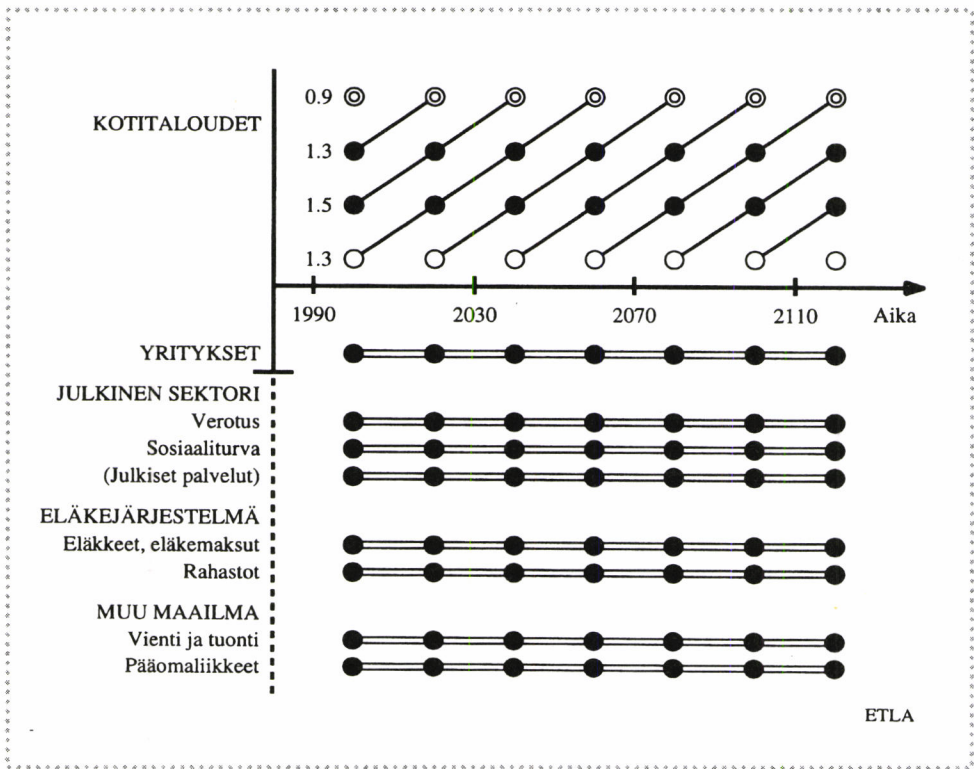 0.9
KOTITALOUDET
1.3
1.5
1.3
1990 2030 2070 2110 Aika
YRITYKSET
JULKINEN SEKTORI
Verotus
Sosiaaliturva
(Julkiset palvelut)
ELÄKEJÄRJESTELMÄ
Eläkkeet, eläkemaksut
Rahastot
MUU MAAILMA
Vienti ja tuonti
Pääomaliikkeet
ETLA